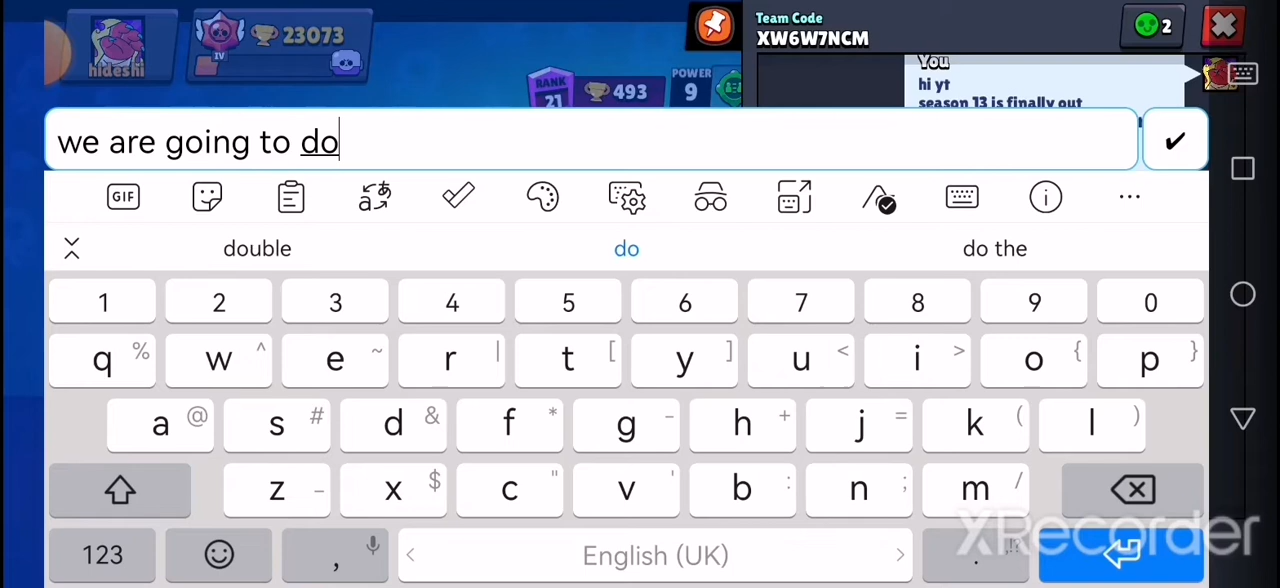 hideshi
IV
23073
RANK
21
493
POWER
9
Team Code
XW6W7NCM
2
You
hi yt
season 13 is finally out
we are going to do
✔
GIF
double
do
do the
1 2 3 4 5 6 7 8 9 0
q % w ^ e ~ r | t [ y ] u < i > o { p }
a @ s # d & f * g - h + j = k ( l )
z _ x $ c " v ' b : n ; m /
123 , < English (UK) > . !?
XRecorder